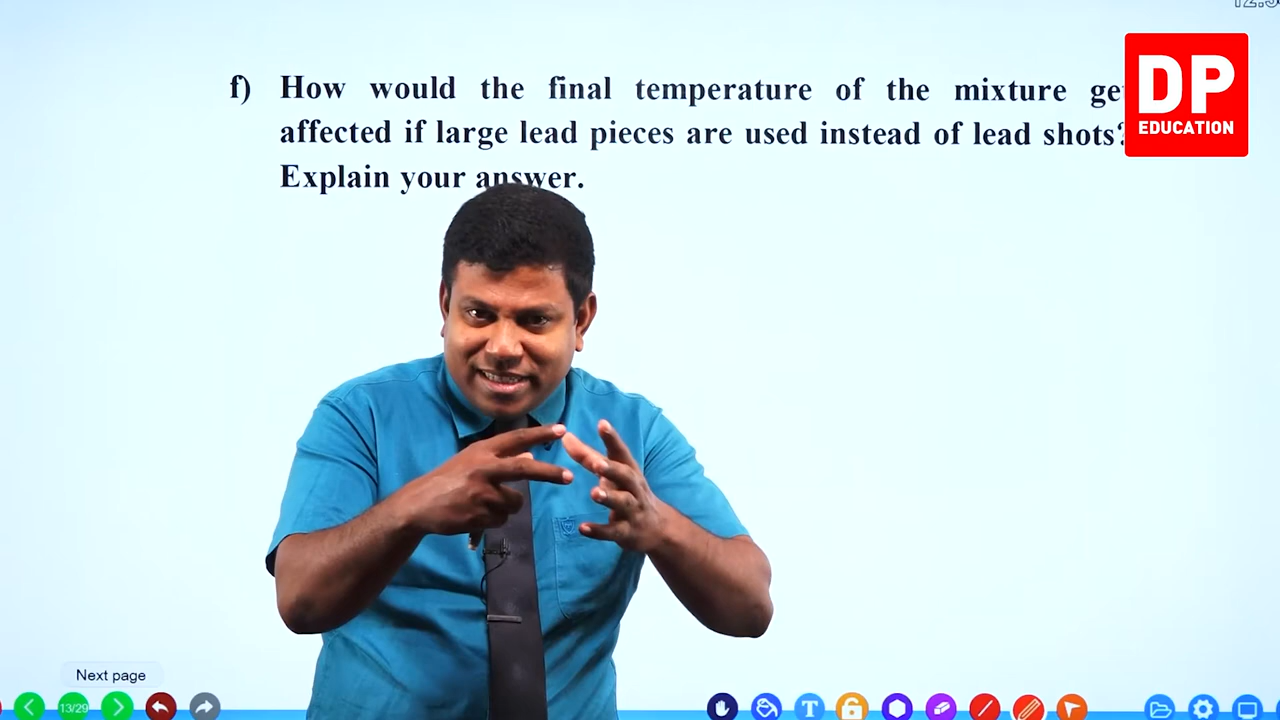 f) How would the final temperature of the mixture
affected if large lead pieces are used instead of lead shots?
Explain your answer.
DP
EDUCATION
Next page
13/29
T